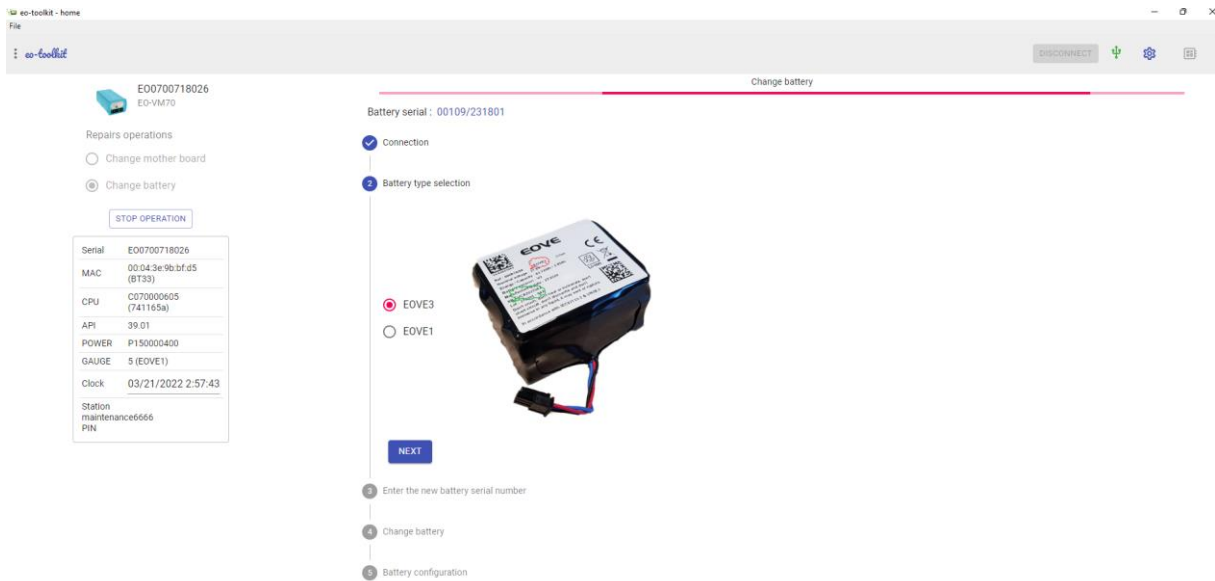 eo-toolkit - home
File
eo-toolkit
DISCONNECT
EO0700718026
EO-VM70
Repairs operations
Change mother board
Change battery
STOP OPERATION
Serial EO0700718026
MAC 00:04:3e:9b:bf:d5
(BT33)
CPU C070000605
(741165a)
API 39.01
POWER P150000400
GAUGE 5 (EOVE1)
Clock 03/21/2022 2:57:43
Station
maintenance6666
PIN
Change battery
Battery serial : 00109/231801
Connection
2 Battery type selection
EOVE
CE
EOVE3
EOVE1
NEXT
3 Enter the new battery serial number
4 Change battery
5 Battery configuration